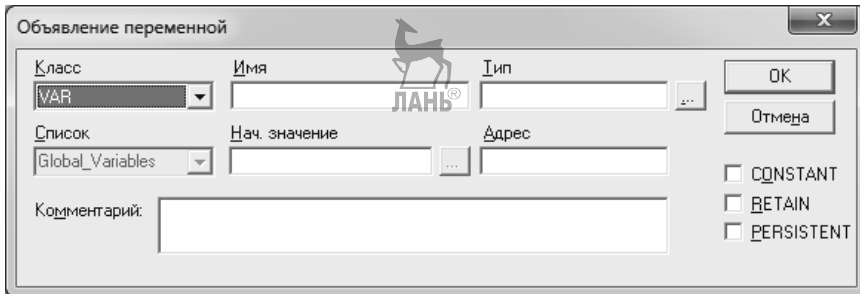 Объявление переменной
Класс Имя Тип
VAR
ЛАНЬ®
OK
Отмена
Список Нач. значение Адрес
Global_Variables
CONSTANT
RETAIN
PERSISTENT
Комментарий: